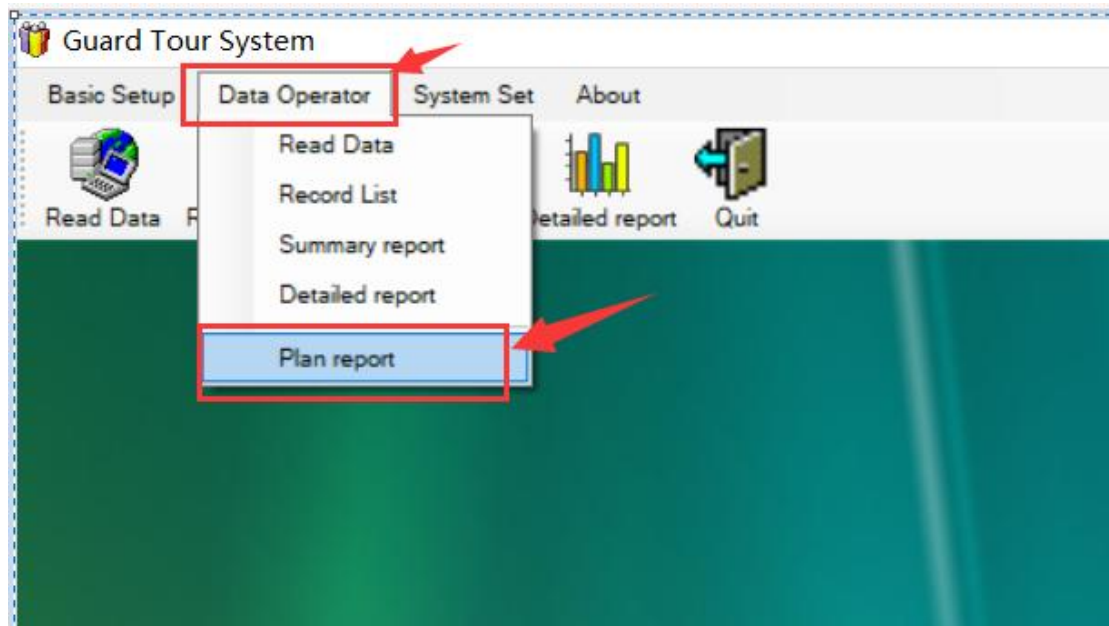 Guard Tour System
Basic Setup Data Operator System Set About
Read Data
Record List
Summary report
Detailed report
Plan report
Read Data report Quit